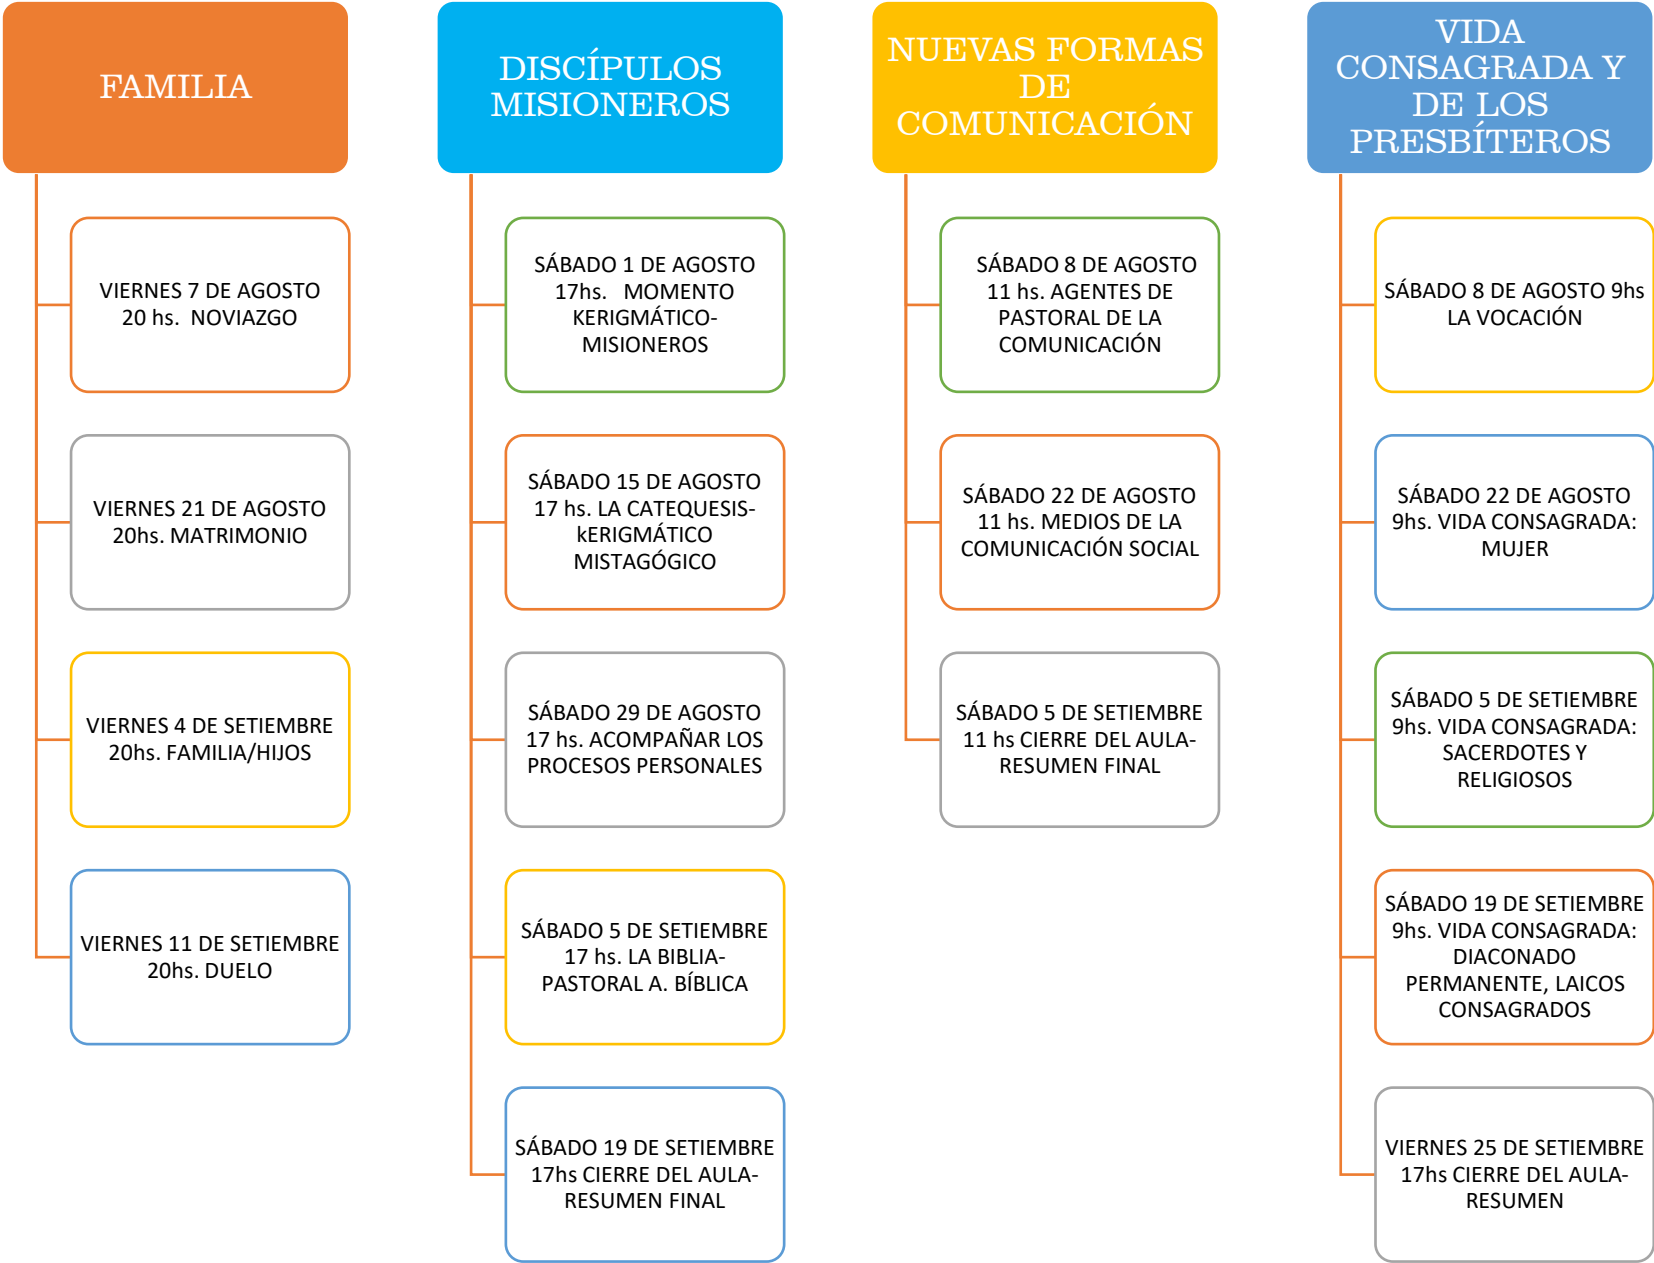 FAMILIA
VIERNES 7 DE AGOSTO
20 hs. NOVIAZGO
VIERNES 21 DE AGOSTO
20hs. MATRIMONIO
VIERNES 4 DE SETIEMBRE
20hs. FAMILIA/HIJOS
VIERNES 11 DE SETIEMBRE
20hs. DUELO
DISCÍPULOS
MISIONEROS
SÁBADO 1 DE AGOSTO
17hs. MOMENTO
KERIGMÁTICO-
MISIONEROS
SÁBADO 15 DE AGOSTO
17 hs. LA CATEQUESIS-
kERIGMÁTICO
MISTAGÓGICO
SÁBADO 29 DE AGOSTO
17 hs. ACOMPAÑAR LOS
PROCESOS PERSONALES
SÁBADO 5 DE SETIEMBRE
17 hs. LA BIBLIA-
PASTORAL A. BÍBLICA
SÁBADO 19 DE SETIEMBRE
17hs CIERRE DEL AULA-
RESUMEN FINAL
NUEVAS FORMAS
DE
COMUNICACIÓN
SÁBADO 8 DE AGOSTO
11 hs. AGENTES DE
PASTORAL DE LA
COMUNICACIÓN
SÁBADO 22 DE AGOSTO
11 hs. MEDIOS DE LA
COMUNICACIÓN SOCIAL
SÁBADO 5 DE SETIEMBRE
11 hs CIERRE DEL AULA-
RESUMEN FINAL
VIDA
CONSAGRADA Y
DE LOS
PRESBÍTEROS
SÁBADO 8 DE AGOSTO 9hs
LA VOCACIÓN
SÁBADO 22 DE AGOSTO
9hs. VIDA CONSAGRADA:
MUJER
SÁBADO 5 DE SETIEMBRE
9hs. VIDA CONSAGRADA:
SACERDOTES Y
RELIGIOSOS
SÁBADO 19 DE SETIEMBRE
9hs. VIDA CONSAGRADA:
DIACONADO
PERMANENTE, LAICOS
CONSAGRADOS
VIERNES 25 DE SETIEMBRE
17hs CIERRE DEL AULA-
RESUMEN